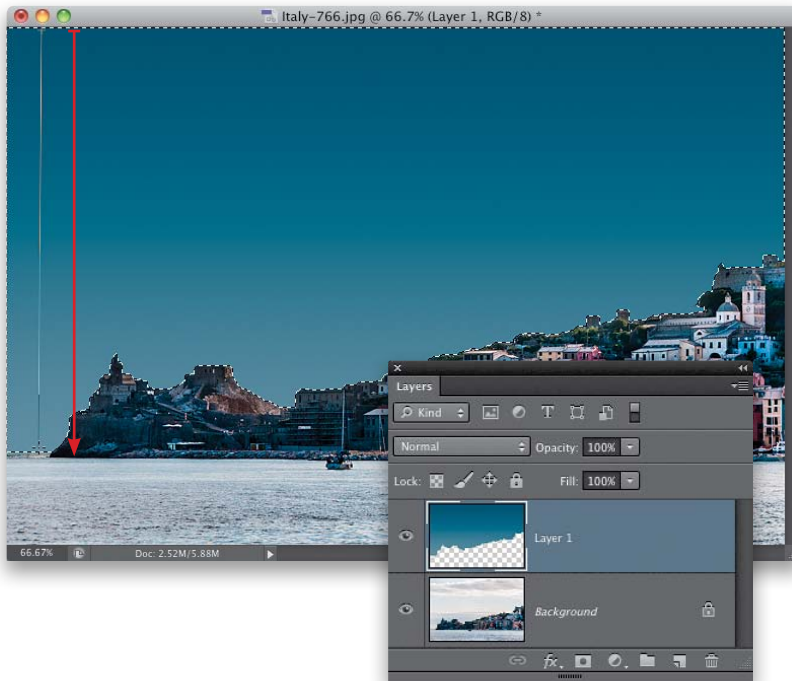 Italy-766.jpg @ 66.7% (Layer 1, RGB/8) *
Layers
Kind
Normal Opacity: 100%
Lock: Fill: 100%
Layer 1
Background
66.67% Doc: 2.52M/5.88M